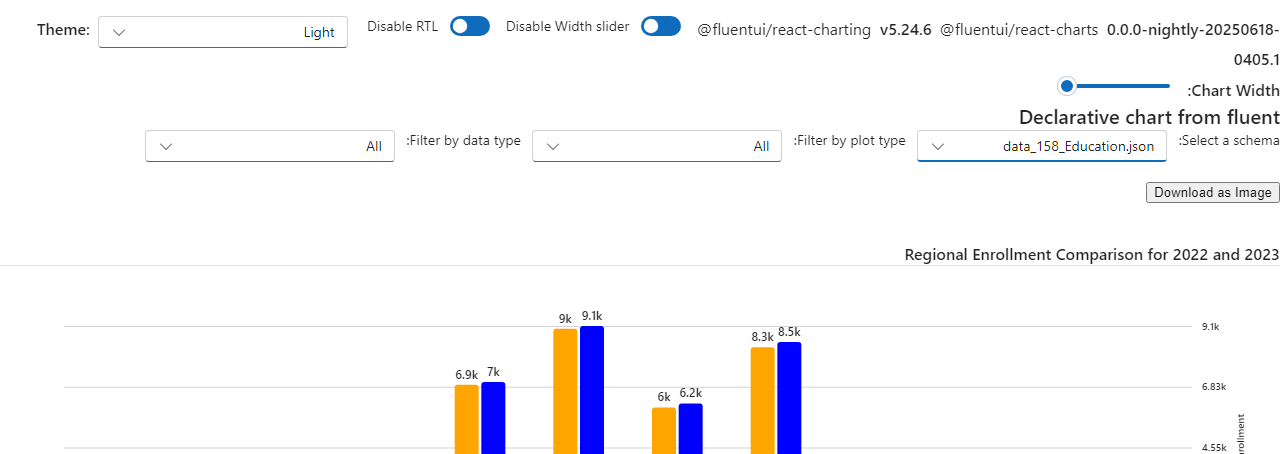 Theme: Light Disable RTL Disable Width slider @fluentui/react-charting v5.24.6 @fluentui/react-charts 0.0.0-nightly-20250618-
0405.1
:Chart Width
Declarative chart from fluent
:Select a schema data_158_Education.json :Filter by plot type All :Filter by data type All
Download as Image
Regional Enrollment Comparison for 2022 and 2023
9k 9.1k
9.1k
8.3k 8.5k
6.9k 7k
6k 6.2k
6.83k
4.55k